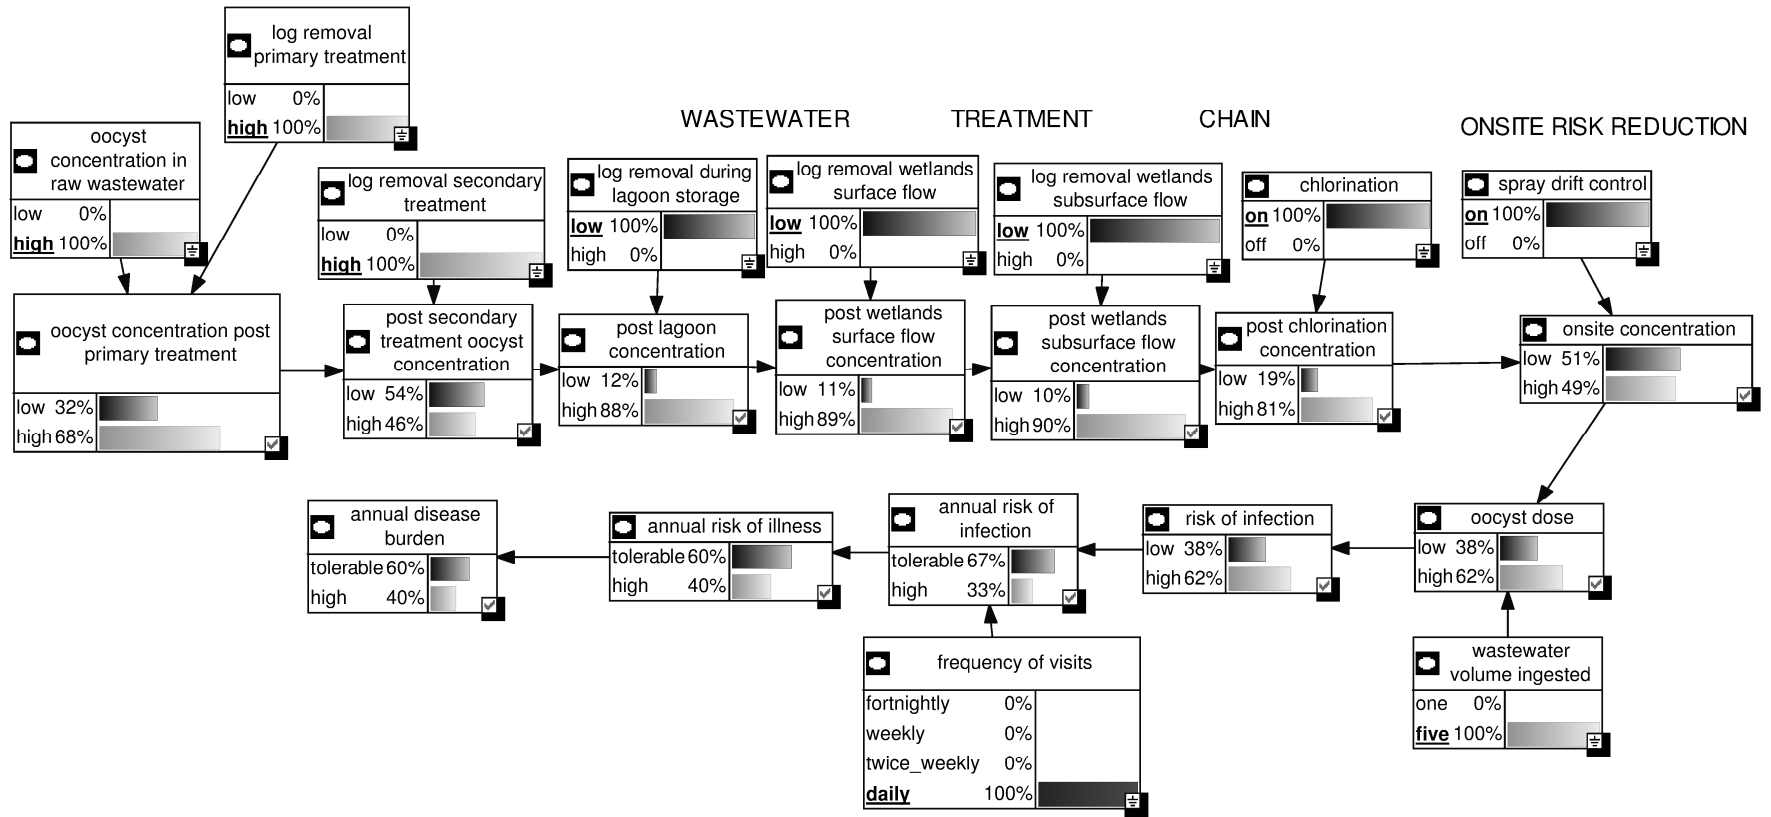 log removal
primary treatment
low 0%
high 100%
WASTEWATER TREATMENT CHAIN
ONSITE RISK REDUCTION
oocyst
concentration in
raw wastewater
low 0%
high 100%
log removal secondary
treatment
low 0%
high 100%
log removal during
lagoon storage
low 100%
high 0%
log removal wetlands
surface flow
low 100%
high 0%
log removal wetlands
subsurface flow
low 100%
high 0%
chlorination
on 100%
off 0%
spray drift control
on 100%
off 0%
oocyst concentration post
primary treatment
low 32%
high 68%
post secondary
treatment oocyst
concentration
low 54%
high 46%
post lagoon
concentration
low 12%
high 88%
post wetlands
surface flow
concentration
low 11%
high 89%
post wetlands
subsurface flow
concentration
low 10%
high 90%
post chlorination
concentration
low 19%
high 81%
onsite concentration
low 51%
high 49%
annual disease
burden
tolerable 60%
high 40%
annual risk of illness
tolerable 60%
high 40%
annual risk of
infection
tolerable 67%
high 33%
risk of infection
low 38%
high 62%
oocyst dose
low 38%
high 62%
frequency of visits
fortnightly 0%
weekly 0%
twice_weekly 0%
daily 100%
wastewater
volume ingested
one 0%
five 100%